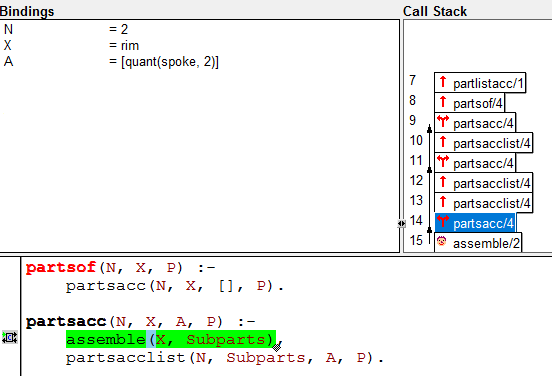 Bindings
N = 2
X = rim
A = [quant(spoke, 2)]
Call Stack
7 partlistacc/1
8 partsof/4
9 partsacc/4
10 partsacclist/4
11 partsacc/4
12 partsacclist/4
13 partsacclist/4
14 partsacc/4
15 assemble/2
partsof(N, X, P) :-
partsacc(N, X, [], P).
partsacc(N, X, A, P) :-
assemble(X, Subparts),
partsacclist(N, Subparts, A, P).